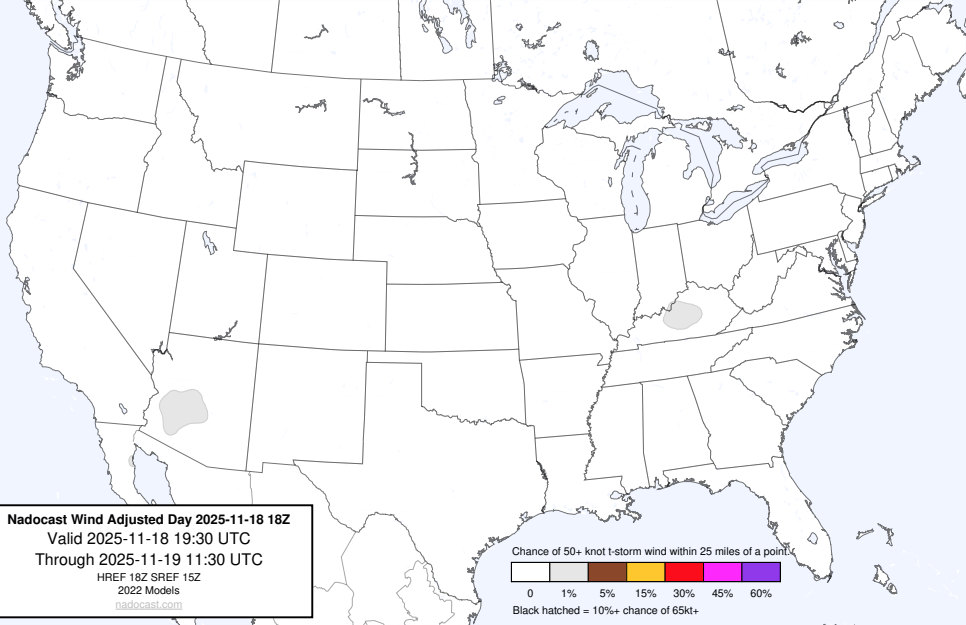 Nadocast Wind Adjusted Day 2025-11-18 18Z
Valid 2025-11-18 19:30 UTC
Through 2025-11-19 11:30 UTC
HREF 18Z SREF 15Z
2022 Models
nadocast.com
Chance of 50+ knot t-storm wind within 25 miles of a point.
0 1% 5% 15% 30% 45% 60%
Black hatched = 10%+ chance of 65kt+